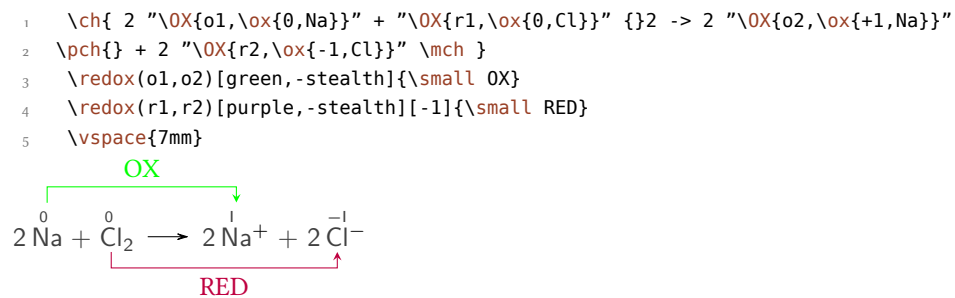 1 \ch{ 2 ”\OX{o1,\ox{0,Na}}” + ”\OX{r1,\ox{0,Cl}}” {}2 -> 2 ”\OX{o2,\ox{+1,Na}}”
2 \pch{} + 2 ”\OX{r2,\ox{-1,Cl}}” \mch }
3 \redox(o1,o2)[green,-stealth]{\small OX}
4 \redox(r1,r2)[purple,-stealth][-1]{\small RED}
5 \vspace{7mm}
OX
0 0 I −I
2 Na + Cl₂ ⟶ 2 Na⁺ + 2 Cl⁻
RED